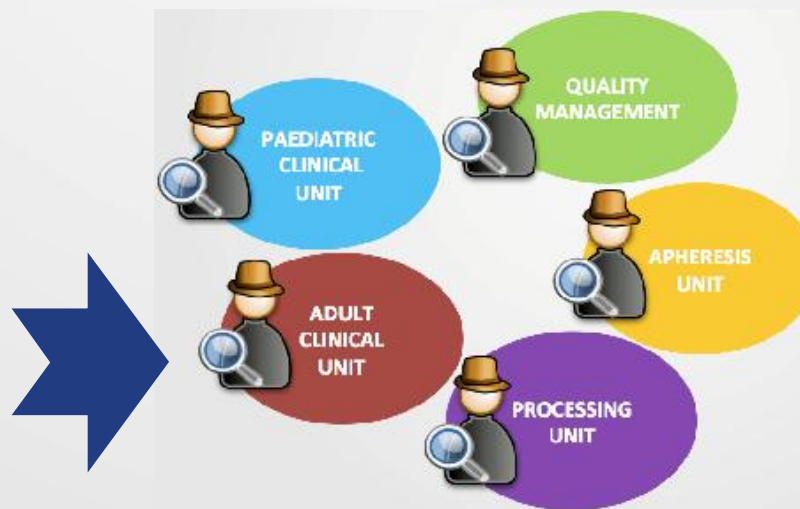 PAEDIATRIC
CLINICAL
UNIT
QUALITY
MANAGEMENT
APHERESIS
UNIT
ADULT
CLINICAL
UNIT
PROCESSING
UNIT